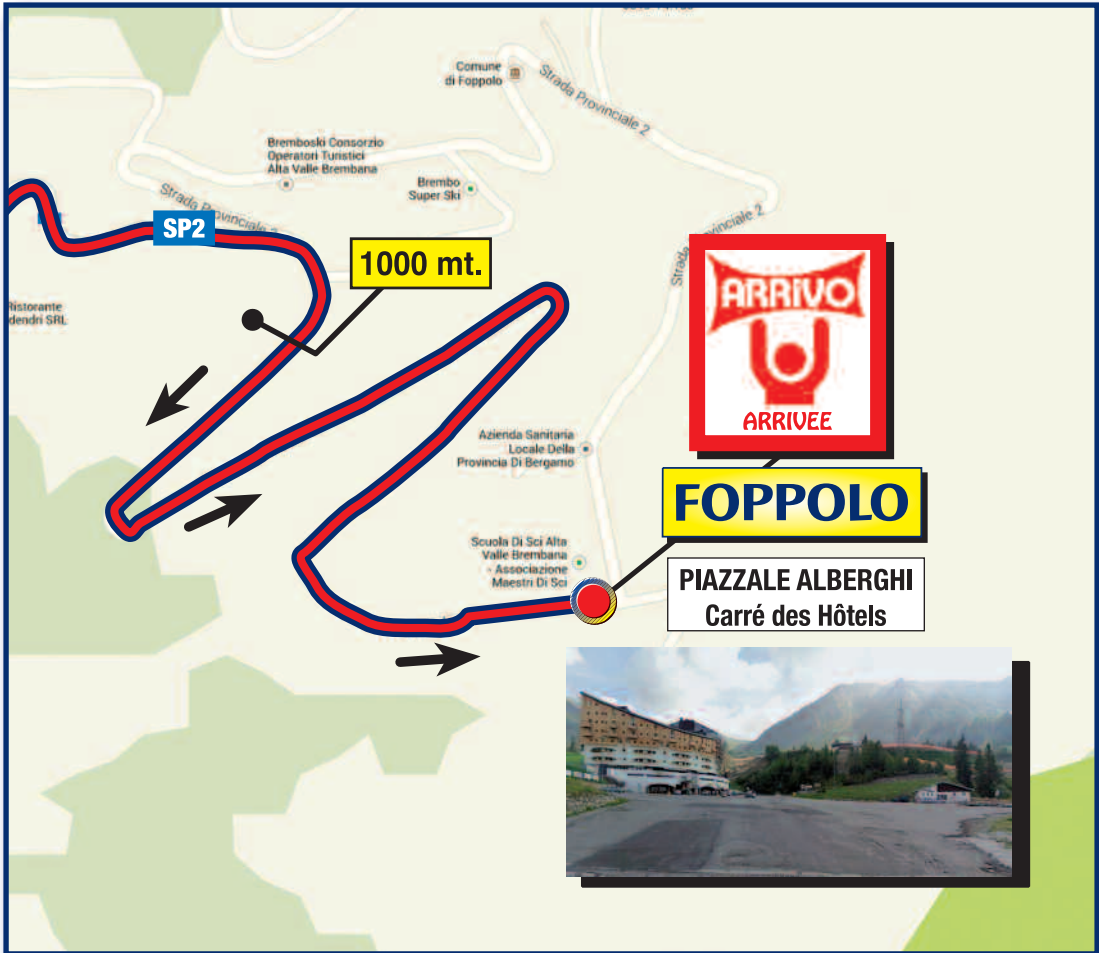 Comune
di Foppolo
Strada Provinciale 2
Bremboski Consorzio
Operatori Turistici
Alta Valle Brembana
Brembo
Super Ski
Strada Provinciale 2
SP2
1000 mt.
Strada Provinciale 2
Ristorante
dendri SRL
ARRIVO
ARRIVEE
Azienda Sanitaria
Locale Della
Provincia Di Bergamo
FOPPOLO
Scuola Di Sci Alta
Valle Brembana
- Associazione
Maestri Di Sci
PIAZZALE ALBERGHI
Carré des Hôtels